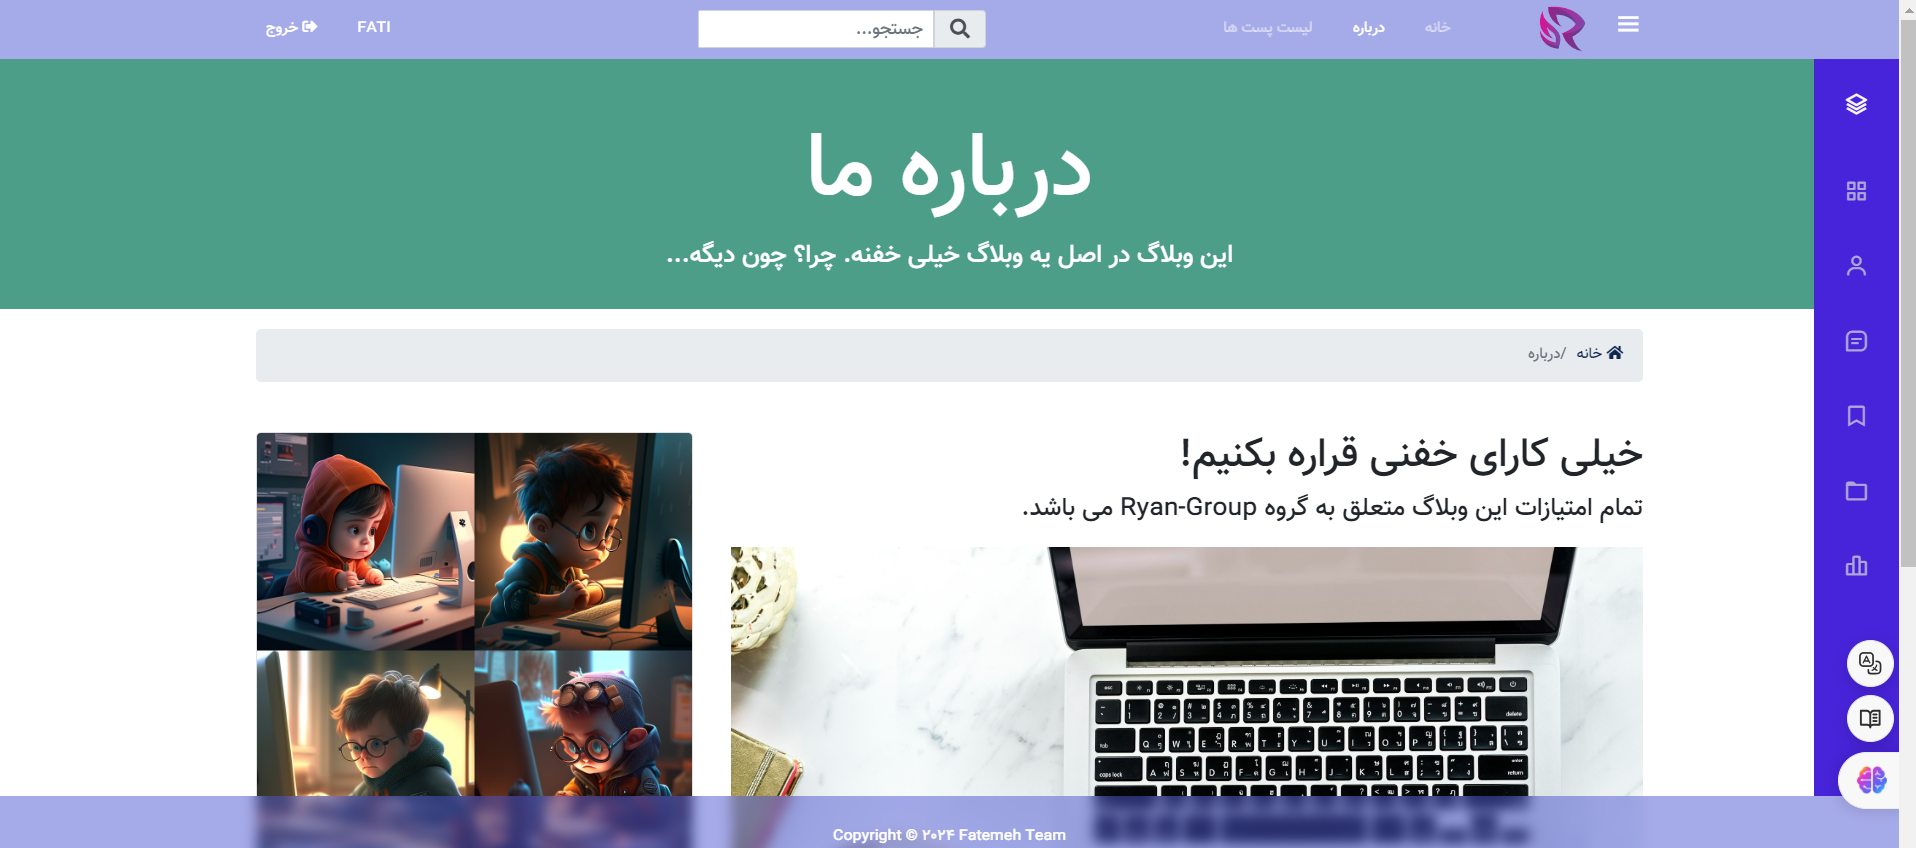 خانه
درباره
لیست پست ها
جستجو...
FATI
خروج
درباره ما
این وبلاگ در اصل یه وبلاگ خیلی خفنه. چرا؟ چون دیگه...
خانه /درباره
خیلی کارای خفنی قراره بکنیم!
تمام امتیازات این وبلاگ متعلق به گروه Ryan-Group می باشد.
Copyright © ۲۰۲۴ Fatemeh Team